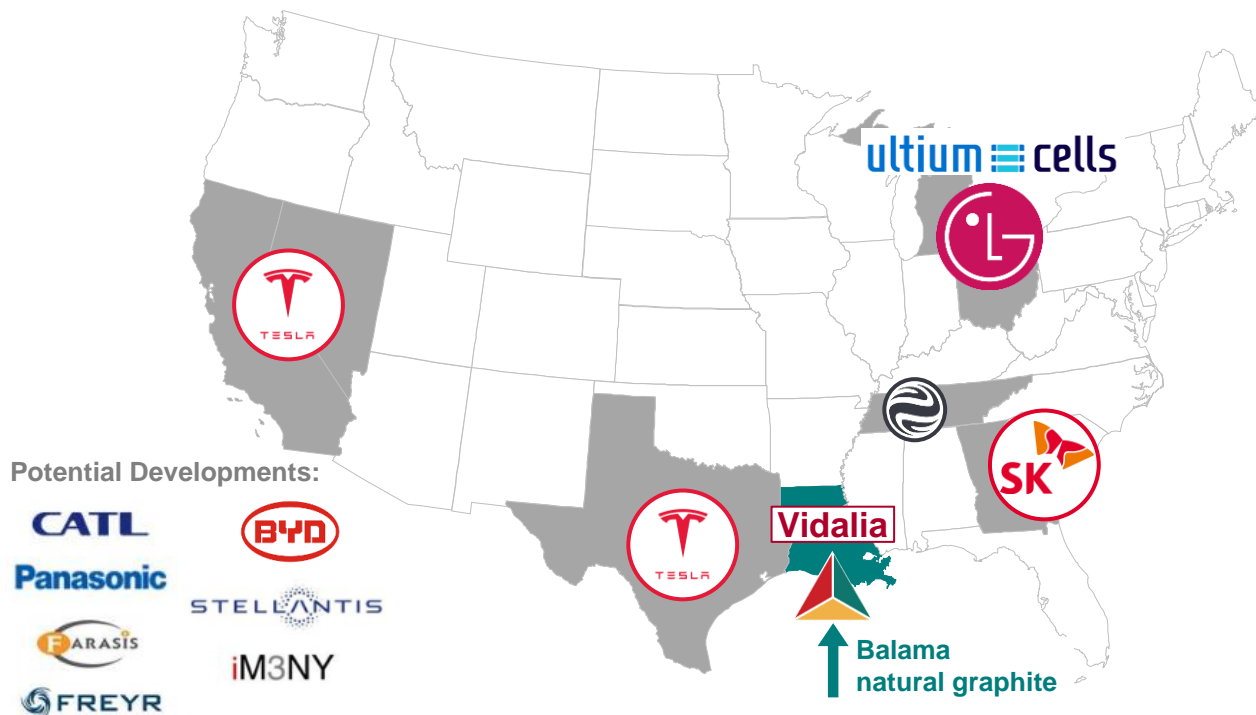 ultium cells
LG
TESLA
SK
TESLA
Vidalia
Balama
natural graphite
Potential Developments:
CATL
BYD
Panasonic
STELLANTIS
FARASIS
iM3NY
FREYR